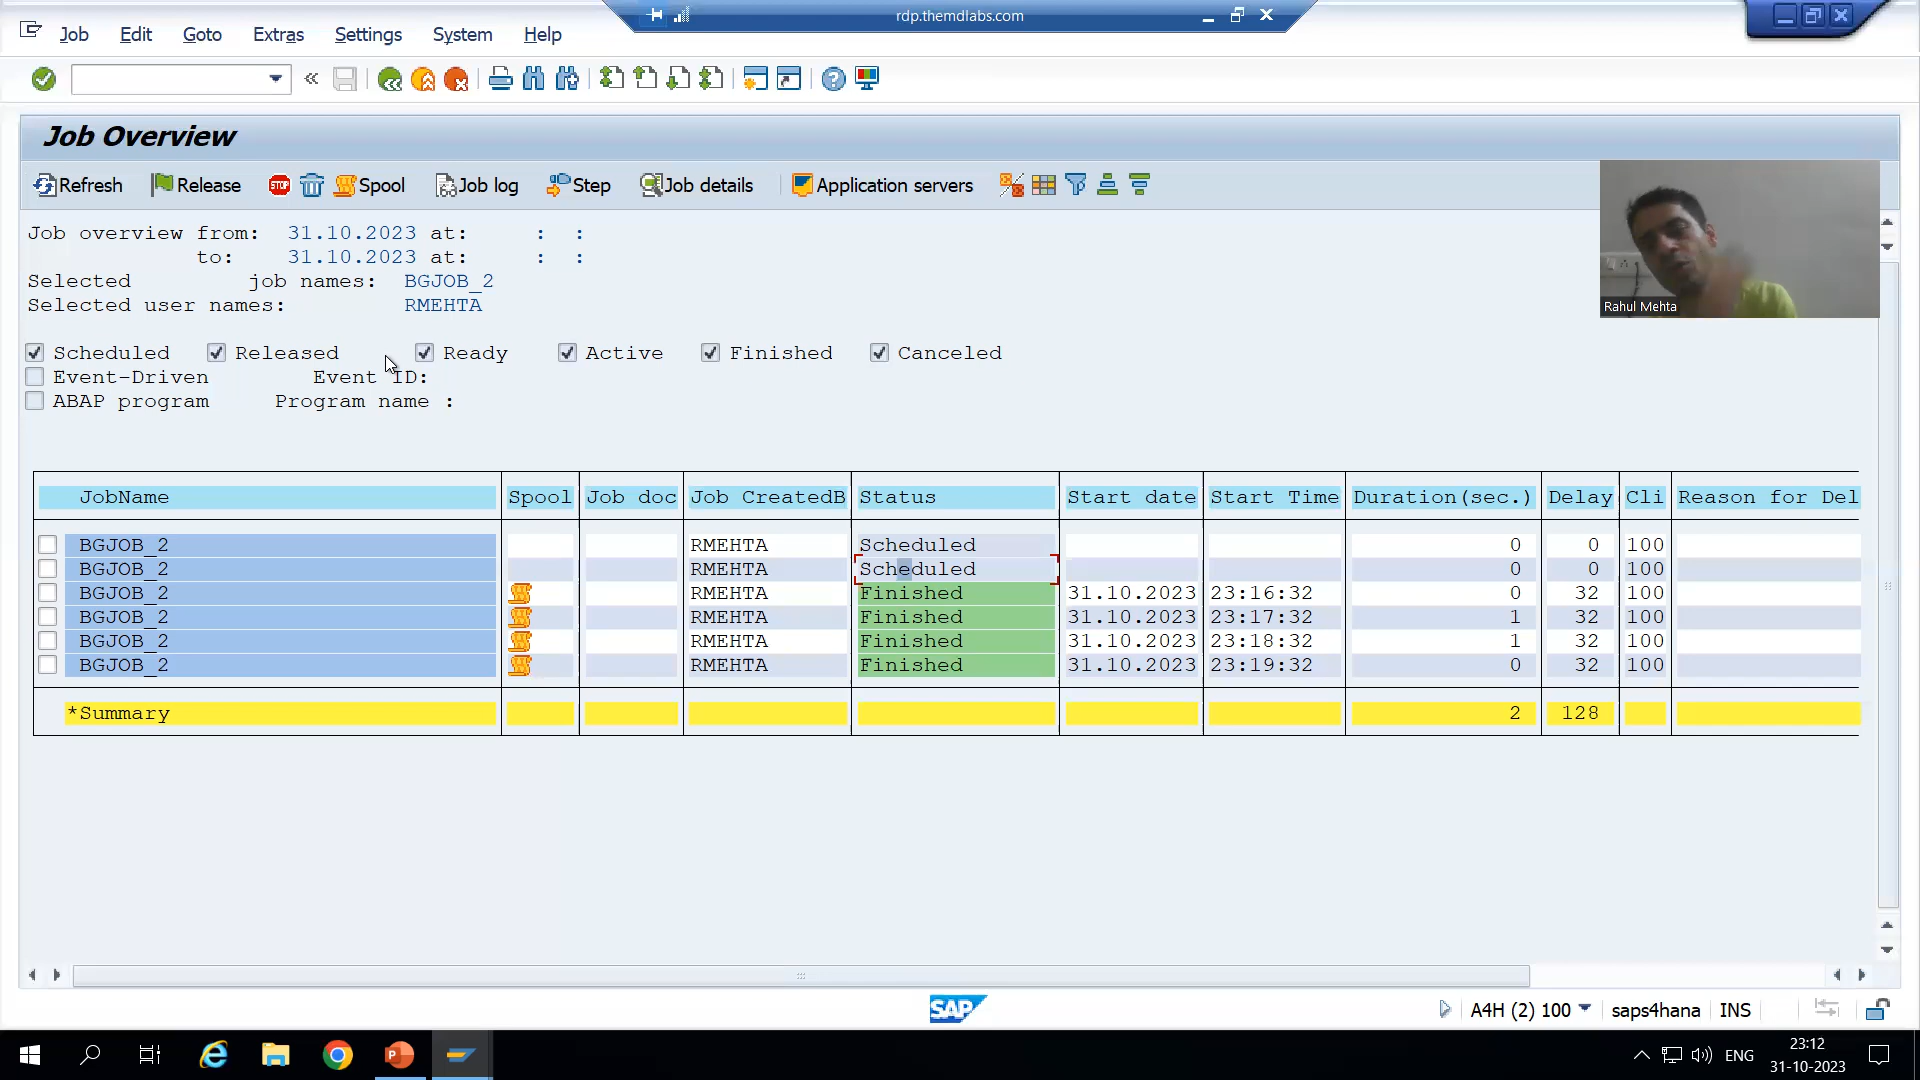 rdp.themdlabs.com
Job Edit Goto Extras Settings System Help
Job Overview
Refresh Release STOP Spool Job log Step Job details Application servers
Job overview from: 31.10.2023 at: : :
to: 31.10.2023 at: : :
Selected job names: BGJOB_2
Selected user names: RMEHTA
Rahul Mehta
Scheduled Released Ready Active Finished Canceled
Event-Driven Event ID:
ABAP program Program name :
JobName Spool Job doc Job CreatedB Status Start date Start Time Duration(sec.) Delay Cli Reason for Del
BGJOB_2 RMEHTA Scheduled 0 0 100
BGJOB_2 RMEHTA Scheduled 0 0 100
BGJOB_2 RMEHTA Finished 31.10.2023 23:16:32 0 32 100
BGJOB_2 RMEHTA Finished 31.10.2023 23:17:32 1 32 100
BGJOB_2 RMEHTA Finished 31.10.2023 23:18:32 1 32 100
BGJOB_2 RMEHTA Finished 31.10.2023 23:19:32 0 32 100
*Summary 2 128
SAP A4H (2) 100 saps4hana INS
ENG 23:12
31-10-2023